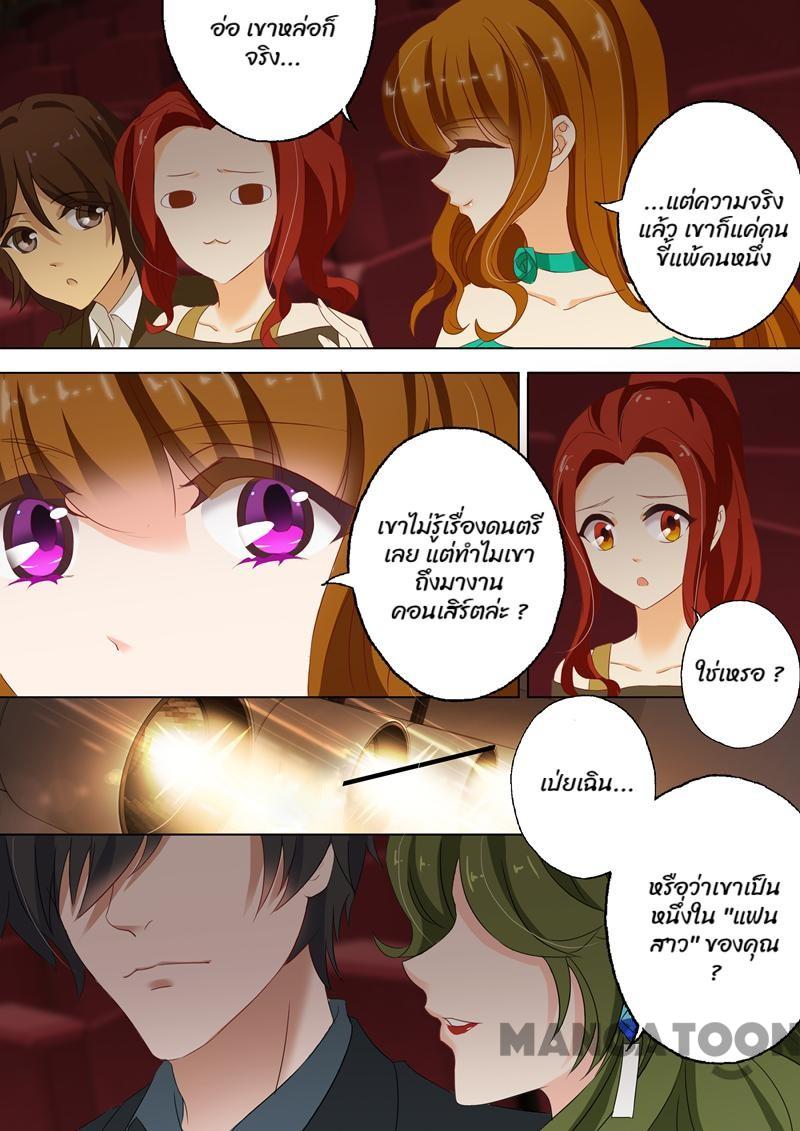 อ่อ เขาหล่อก็
จริง...
...แต่ความจริง
แล้ว เขาก็แค่คน
ขี้แพ้คนหนึ่ง
เขาไม่รู้เรื่องดนตรี
เลย แต่ทำไมเขา
ถึงมางาน
คอนเสิร์ตล่ะ ?
ใช่เหรอ ?
เป่ยเฉิน...
หรือว่าเขาเป็น
หนึ่งใน "แฟน
สาว" ของคุณ
?
MANGATOON